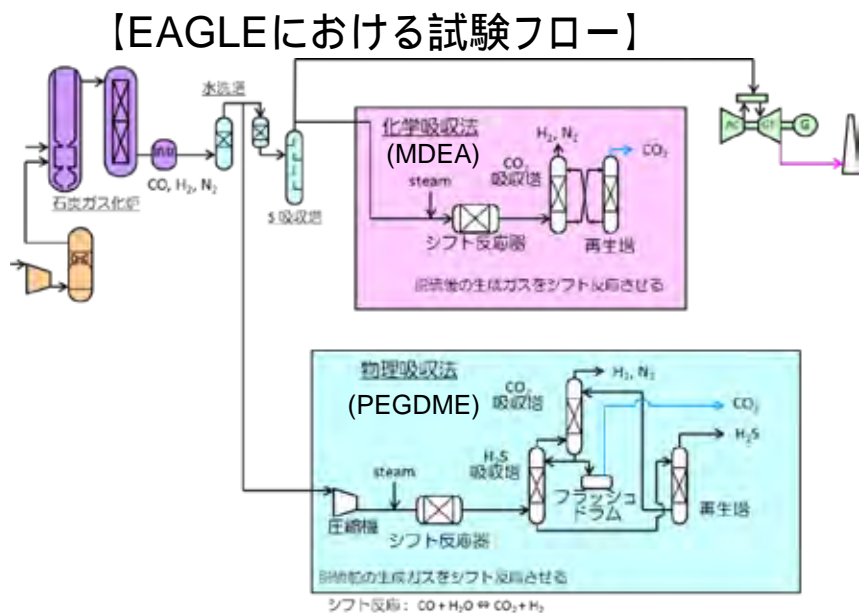 【EAGLEにおける試験フロー】
水洗塔
石炭ガス化炉
CO, H₂, N₂
S 吸収塔
AC
GT
G
化学吸収法
(MDEA)
H₂, N₂
CO₂
CO₂
吸収塔
steam
シフト反応器
再生塔
脱硫後の生成ガスをシフト反応させる
物理吸収法
(PEGDME)
H₂, N₂
CO₂
吸収塔
CO₂
H₂S
H₂S
吸収塔
steam
フラッシュ
ドラム
再生塔
圧縮機
シフト反応器
脱硫前の生成ガスをシフト反応させる
シフト反応: CO + H₂O ⇔ CO₂ + H₂